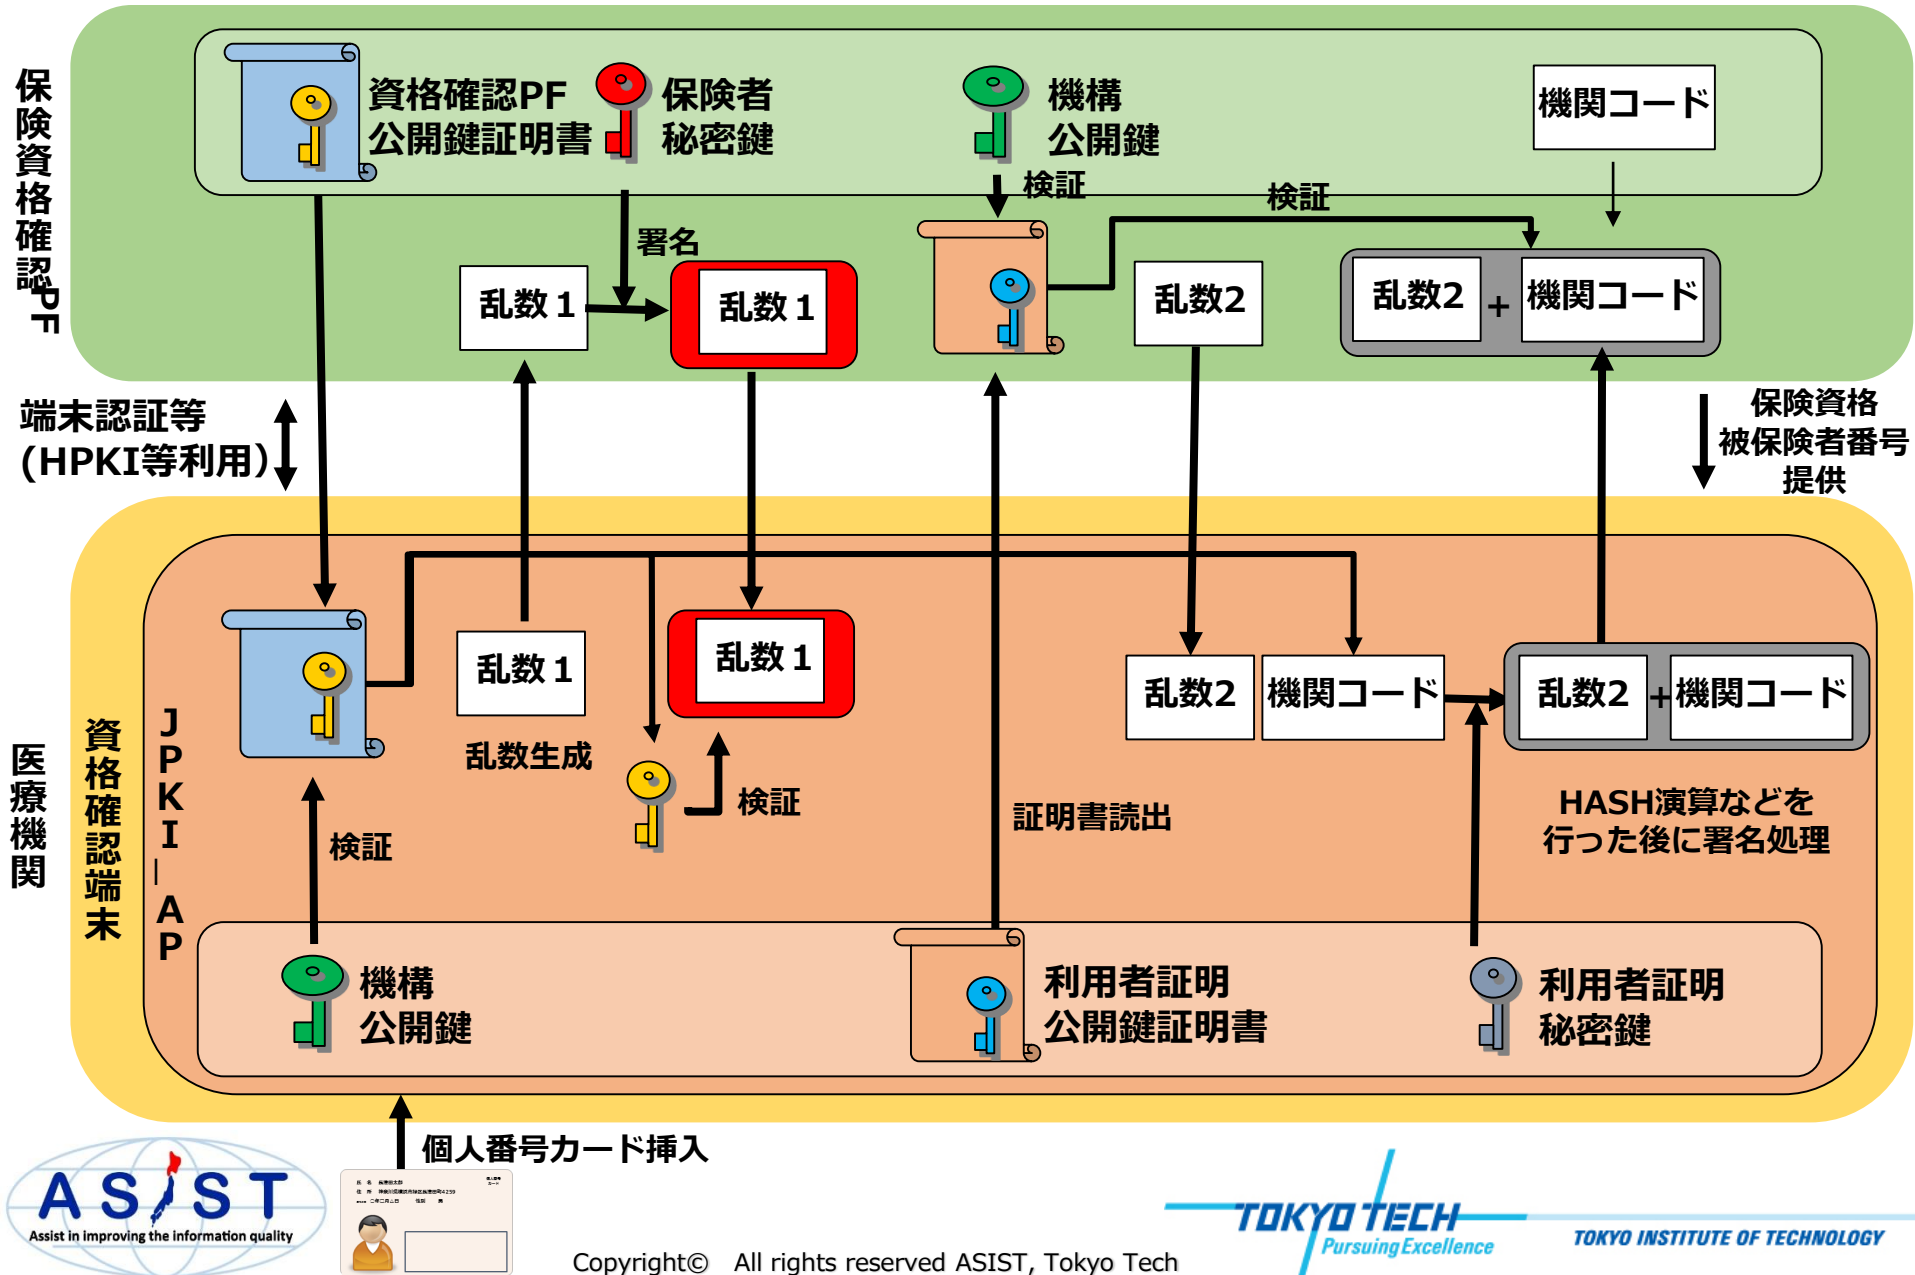 保険資格確認PF
資格確認PF
公開鍵証明書
保険者
秘密鍵
機構
公開鍵
機関コード
検証
検証
署名
乱数１
乱数１
乱数2
乱数2
+
機関コード
端末認証等
(HPKI等利用）
保険資格
被保険者番号
提供
医療機関
資格確認端末
JPKI_AP
乱数１
乱数生成
乱数１
検証
検証
証明書読出
乱数2
機関コード
乱数2
+
機関コード
HASH演算などを
行った後に署名処理
機構
公開鍵
利用者証明
公開鍵証明書
利用者証明
秘密鍵
個人番号カード挿入
ASIST
Assist in improving the information quality
Copyright© All rights reserved ASIST, Tokyo Tech
TOKYO TECH
Pursuing Excellence
TOKYO INSTITUTE OF TECHNOLOGY